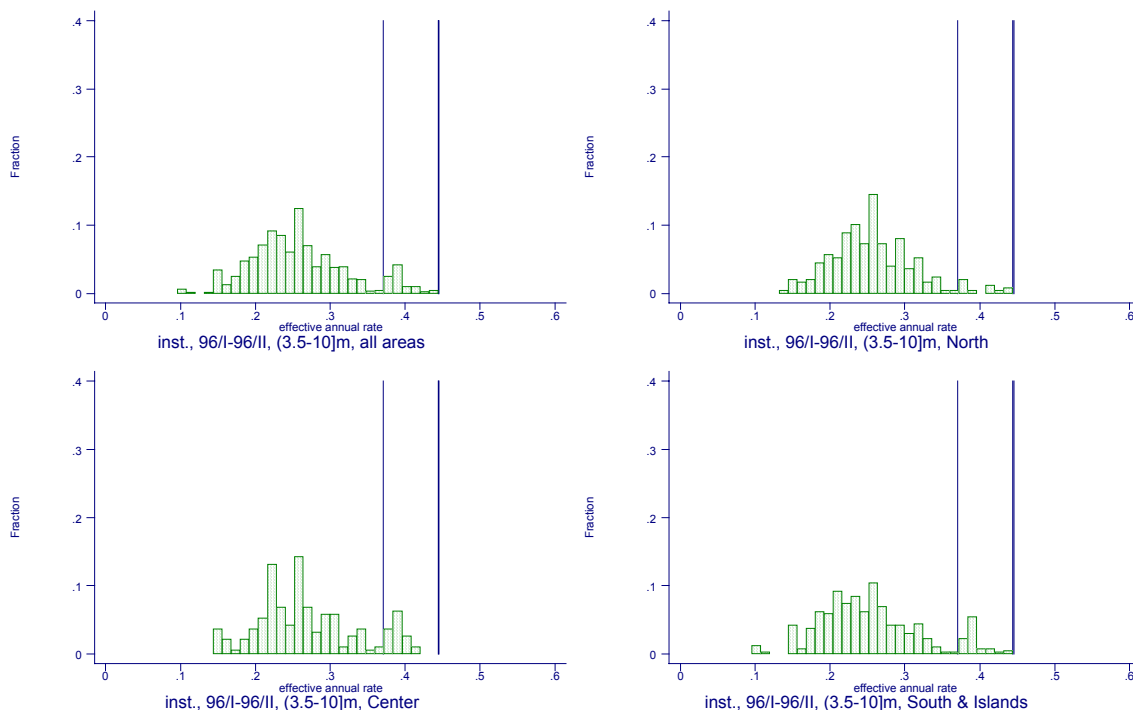 Fraction
.4
.3
.2
.1
0
0 .1 .2 .3 .4 .5 .6
effective annual rate
inst., 96/I-96/II, (3.5-10]m, all areas
Fraction
.4
.3
.2
.1
0
0 .1 .2 .3 .4 .5 .6
effective annual rate
inst., 96/I-96/II, (3.5-10]m, North
Fraction
.4
.3
.2
.1
0
0 .1 .2 .3 .4 .5 .6
effective annual rate
inst., 96/I-96/II, (3.5-10]m, Center
Fraction
.4
.3
.2
.1
0
0 .1 .2 .3 .4 .5 .6
effective annual rate
inst., 96/I-96/II, (3.5-10]m, South & Islands